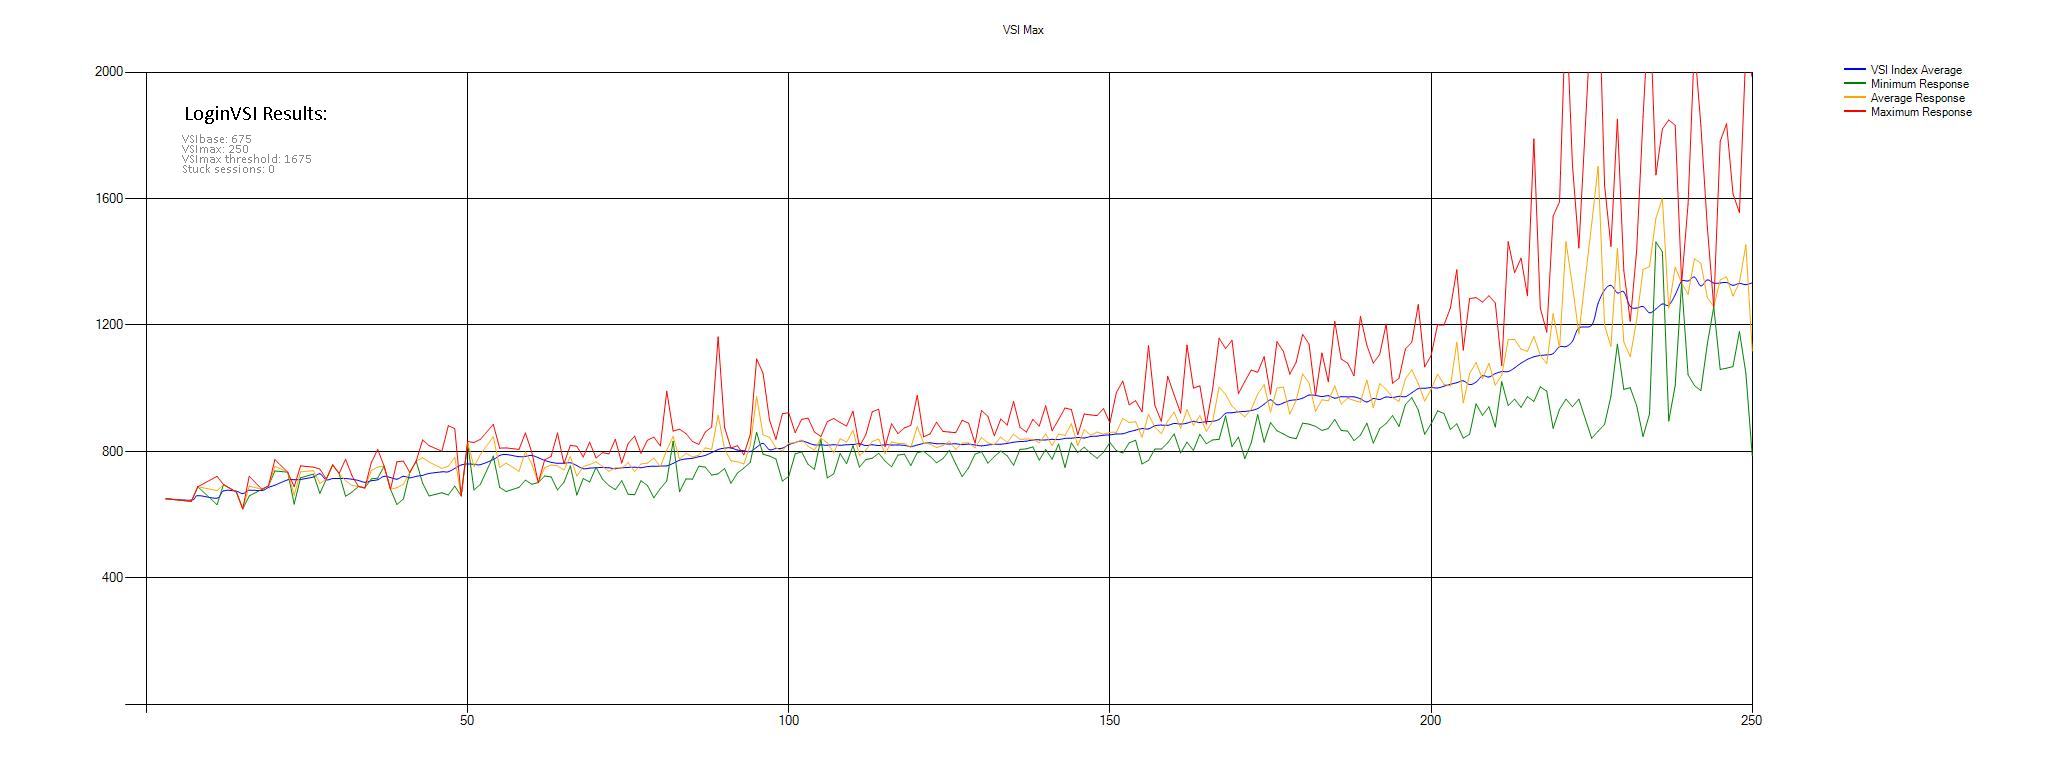 VSI Max
2000
1600
1200
800
400
LoginVSI Results:
VSIbase: 675
VSImax: 250
VSImax threshold: 1675
Stuck sessions: 0
VSI Index Average
Minimum Response
Average Response
Maximum Response
50 100 150 200 250